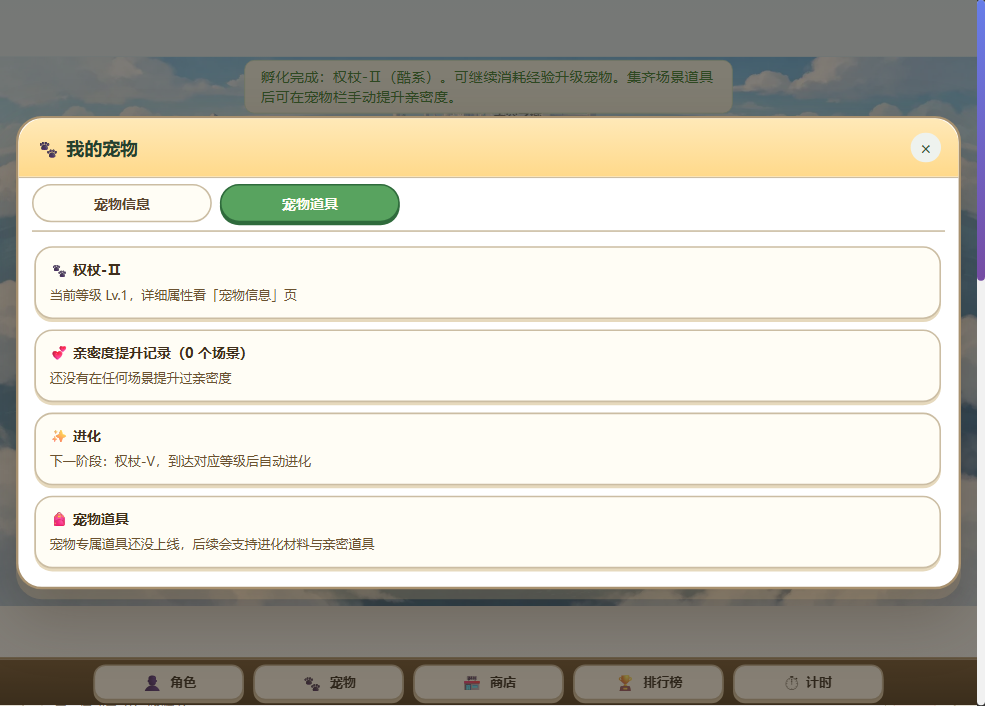 孵化完成：权杖-Ⅱ（酷系）。可继续消耗经验升级宠物。集齐场景道具
后可在宠物栏手动提升亲密度。
我的宠物
×
宠物信息
宠物道具
权杖-Ⅱ
当前等级 Lv.1，详细属性看「宠物信息」页
亲密度提升记录（0 个场景）
还没有在任何场景提升过亲密度
进化
下一阶段：权杖-V，到达对应等级后自动进化
宠物道具
宠物专属道具还没上线，后续会支持进化材料与亲密道具
角色
宠物
商店
排行榜
计时